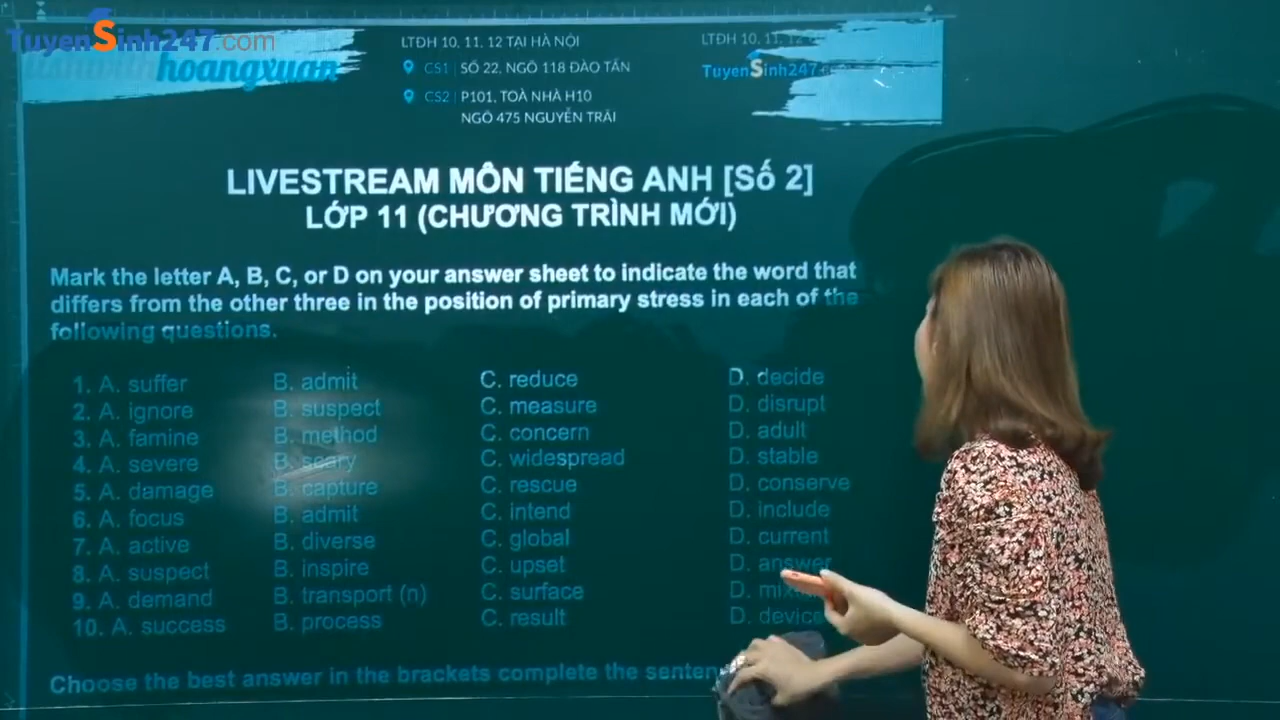 TuyenSinh247.com
hoangxuan
LTĐH 10, 11, 12 TẠI HÀ NỘI
CS1 | SỐ 22, NGÕ 118 ĐÀO TẤN
CS2 | P101, TOÀ NHÀ H10
NGÕ 475 NGUYỄN TRÃI
LTĐH 10, 11, 12
TuyenSinh247
LIVESTREAM MÔN TIẾNG ANH [Số 2]
LỚP 11 (CHƯƠNG TRÌNH MỚI)
Mark the letter A, B, C, or D on your answer sheet to indicate the word that
differs from the other three in the position of primary stress in each of the
following questions.
1. A. suffer B. admit C. reduce D. decide
2. A. ignore B. suspect C. measure D. disrupt
3. A. famine B. method C. concern D. adult
4. A. severe B. scary C. widespread D. stable
5. A. damage B. capture C. rescue D. conserve
6. A. focus B. admit C. intend D. include
7. A. active B. diverse C. global D. current
8. A. suspect B. inspire C. upset D. answer
9. A. demand B. transport (n) C. surface D.
10. A. success B. process C. result D. device
Choose the best answer in the brackets complete the